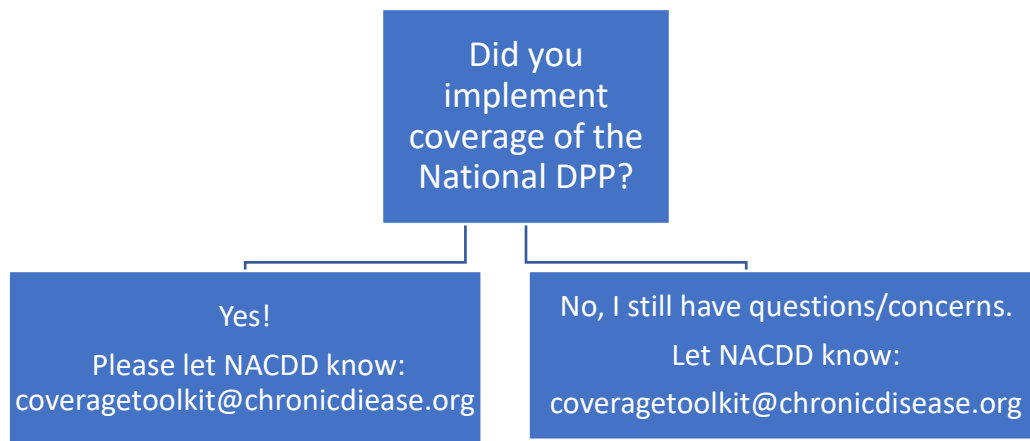 Did you
implement
coverage of the
National DPP?
Yes!
Please let NACDD know:
coveragetoolkit@chronicdiease.org
No, I still have questions/concerns.
Let NACDD know:
coveragetoolkit@chronicdisease.org